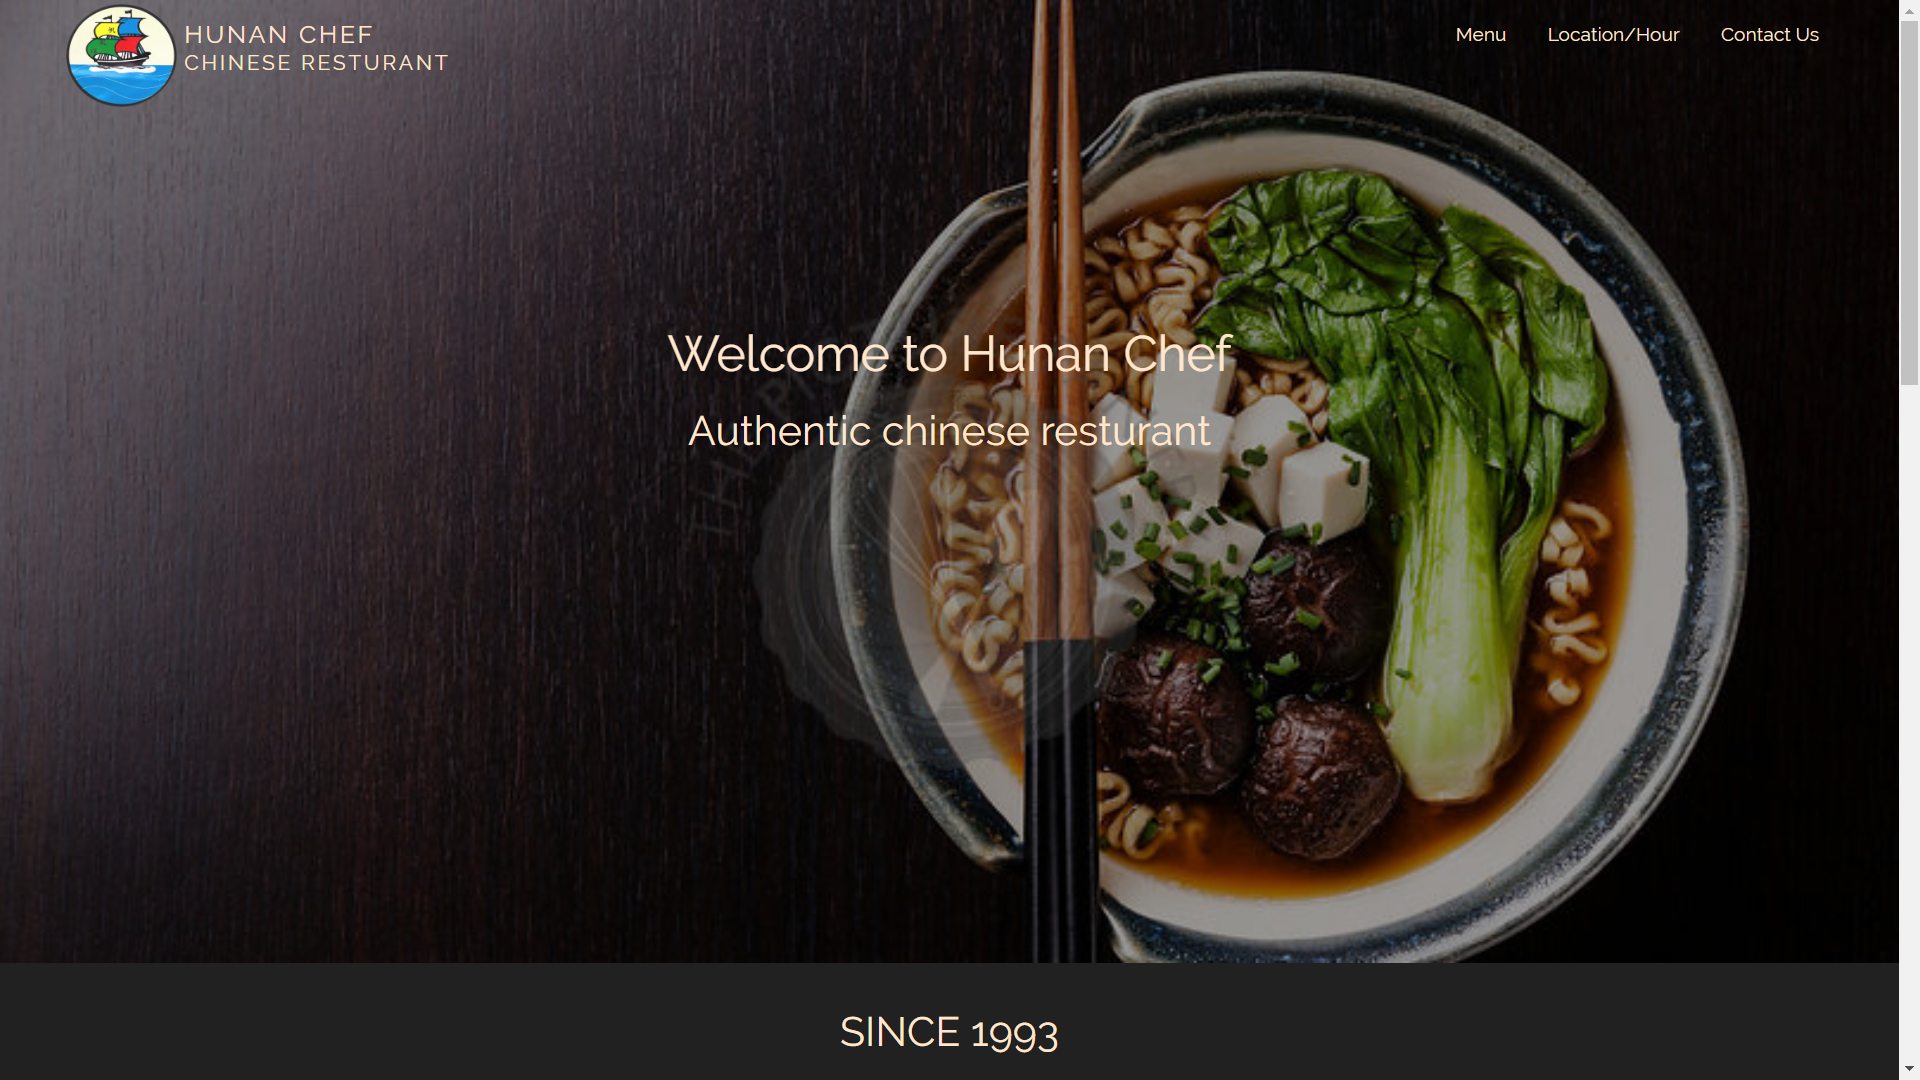 HUNAN CHEF
CHINESE RESTURANT
Menu
Location/Hour
Contact Us
Welcome to Hunan Chef
Authentic chinese resturant
SINCE 1993